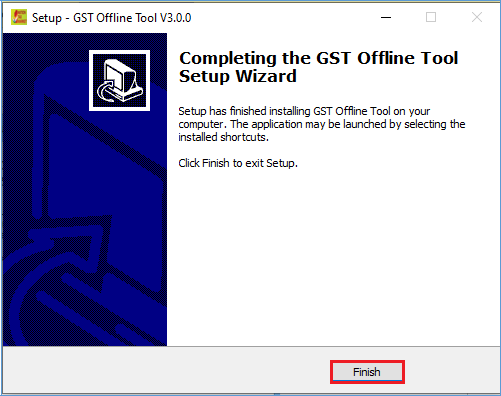 Setup - GST Offline Tool V3.0.0
Completing the GST Offline Tool
Setup Wizard
Setup has finished installing GST Offline Tool on your
computer. The application may be launched by selecting the
installed shortcuts.
Click Finish to exit Setup.
Finish